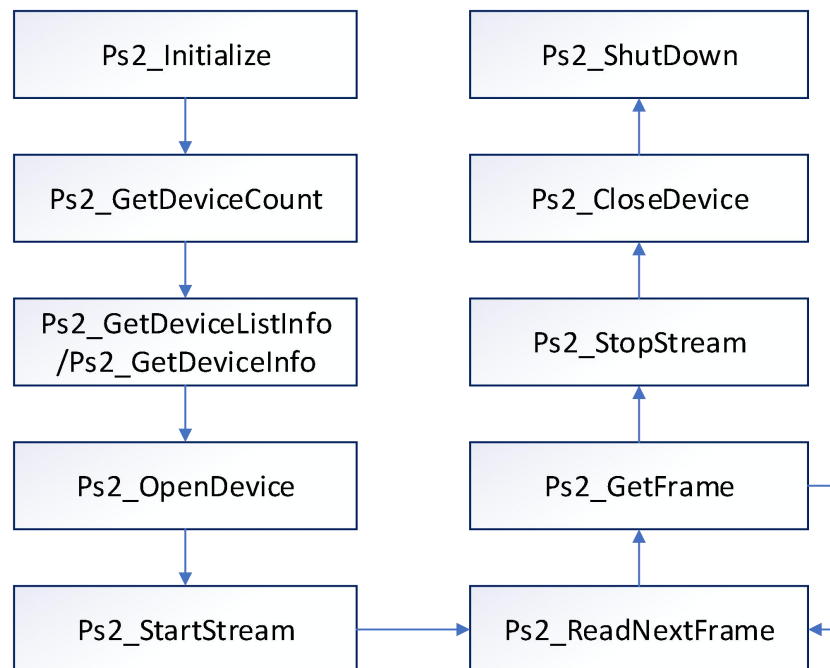 Ps2_Initialize
Ps2_GetDeviceCount
Ps2_GetDeviceListInfo
/Ps2_GetDeviceInfo
Ps2_OpenDevice
Ps2_StartStream
Ps2_ReadNextFrame
Ps2_GetFrame
Ps2_StopStream
Ps2_CloseDevice
Ps2_ShutDown